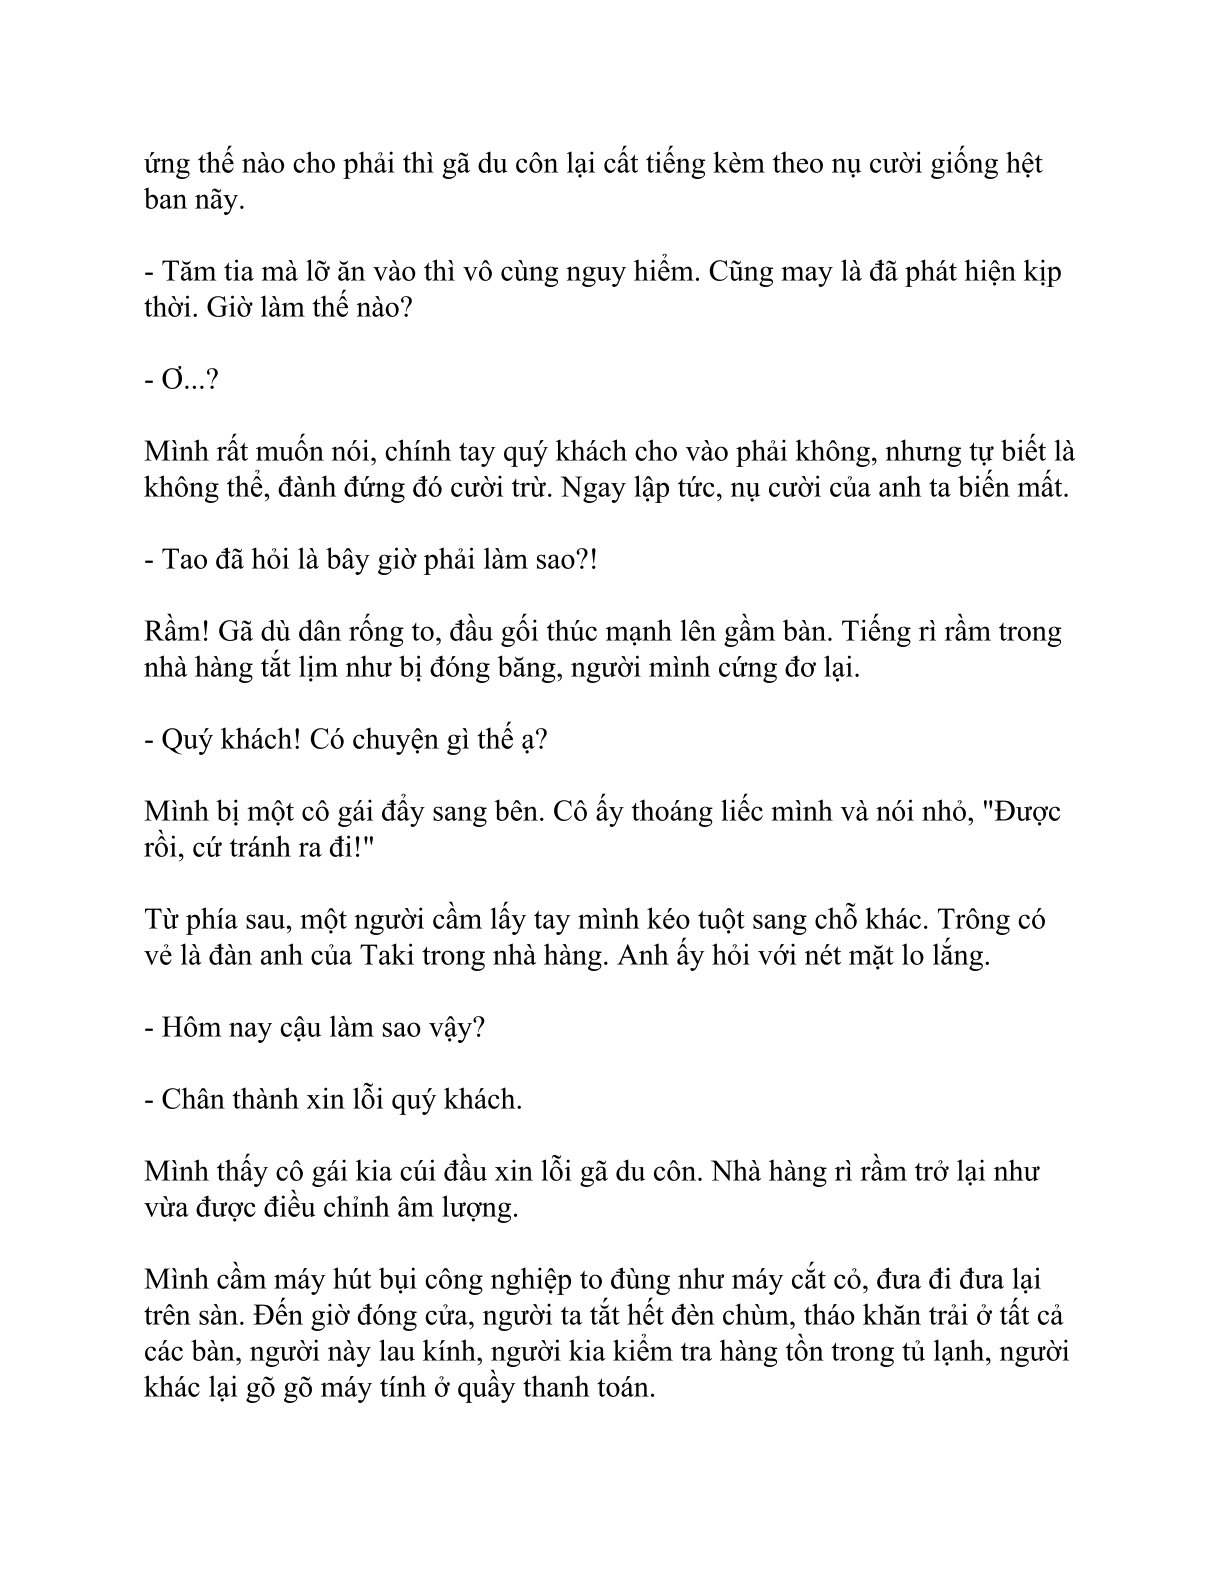 ứng thế nào cho phải thì gã du côn lại cất tiếng kèm theo nụ cười giống hệt
ban nãy.
- Tăm tia mà lỡ ăn vào thì vô cùng nguy hiểm. Cũng may là đã phát hiện kịp
thời. Giờ làm thế nào?
- Ơ...?
Mình rất muốn nói, chính tay quý khách cho vào phải không, nhưng tự biết là
không thể, đành đứng đó cười trừ. Ngay lập tức, nụ cười của anh ta biến mất.
- Tao đã hỏi là bây giờ phải làm sao?!
Rầm! Gã dù dân rống to, đầu gối thúc mạnh lên gầm bàn. Tiếng rì rầm trong
nhà hàng tắt lịm như bị đóng băng, người mình cứng đơ lại.
- Quý khách! Có chuyện gì thế ạ?
Mình bị một cô gái đẩy sang bên. Cô ấy thoáng liếc mình và nói nhỏ, "Được
rồi, cứ tránh ra đi!"
Từ phía sau, một người cầm lấy tay mình kéo tuột sang chỗ khác. Trông có
vẻ là đàn anh của Taki trong nhà hàng. Anh ấy hỏi với nét mặt lo lắng.
- Hôm nay cậu làm sao vậy?
- Chân thành xin lỗi quý khách.
Mình thấy cô gái kia cúi đầu xin lỗi gã du côn. Nhà hàng rì rầm trở lại như
vừa được điều chỉnh âm lượng.
Mình cầm máy hút bụi công nghiệp to đùng như máy cắt cỏ, đưa đi đưa lại
trên sàn. Đến giờ đóng cửa, người ta tắt hết đèn chùm, tháo khăn trải ở tất cả
các bàn, người này lau kính, người kia kiểm tra hàng tồn trong tủ lạnh, người
khác lại gõ gõ máy tính ở quầy thanh toán.